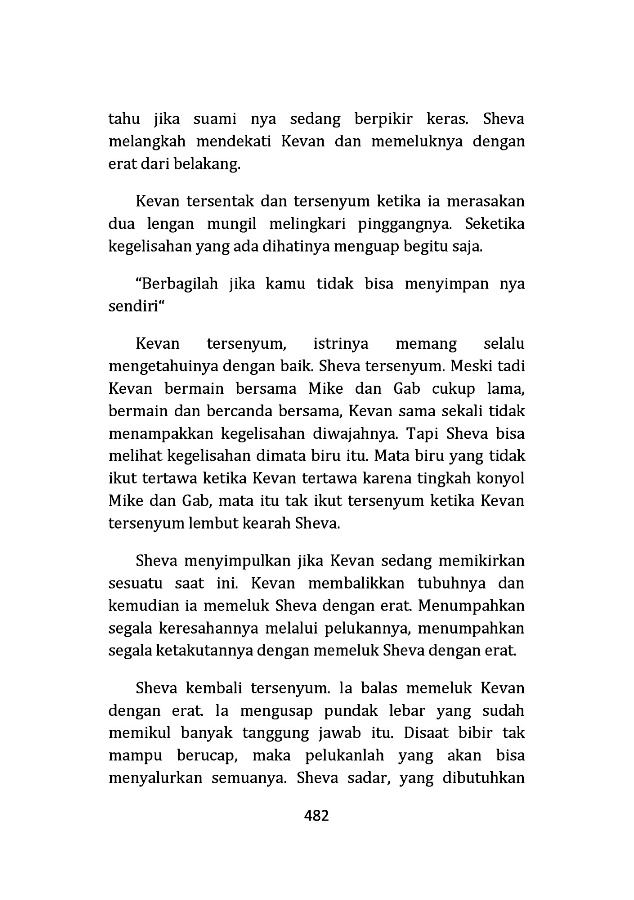 tahu jika suami nya sedang berpikir keras. Sheva
melangkah mendekati Kevan dan memeluknya dengan
erat dari belakang.
Kevan tersentak dan tersenyum ketika ia merasakan
dua lengan mungil melingkari pinggangnya. Seketika
kegelisahan yang ada dihatinya menguap begitu saja.
“Berbagilah jika kamu tidak bisa menyimpan nya
sendiri“
Kevan tersenyum, istrinya memang selalu
mengetahuinya dengan baik. Sheva tersenyum. Meski tadi
Kevan bermain bersama Mike dan Gab cukup lama,
bermain dan bercanda bersama, Kevan sama sekali tidak
menampakkan kegelisahan diwajahnya. Tapi Sheva bisa
melihat kegelisahan dimata biru itu. Mata biru yang tidak
ikut tertawa ketika Kevan tertawa karena tingkah konyol
Mike dan Gab, mata itu tak ikut tersenyum ketika Kevan
tersenyum lembut kearah Sheva.
Sheva menyimpulkan jika Kevan sedang memikirkan
sesuatu saat ini. Kevan membalikkan tubuhnya dan
kemudian ia memeluk Sheva dengan erat. Menumpahkan
segala keresahannya melalui pelukannya, menumpahkan
segala ketakutannya dengan memeluk Sheva dengan erat.
Sheva kembali tersenyum. Ia balas memeluk Kevan
dengan erat. Ia mengusap pundak lebar yang sudah
memikul banyak tanggung jawab itu. Disaat bibir tak
mampu berucap, maka pelukanlah yang akan bisa
menyalurkan semuanya. Sheva sadar, yang dibutuhkan
482